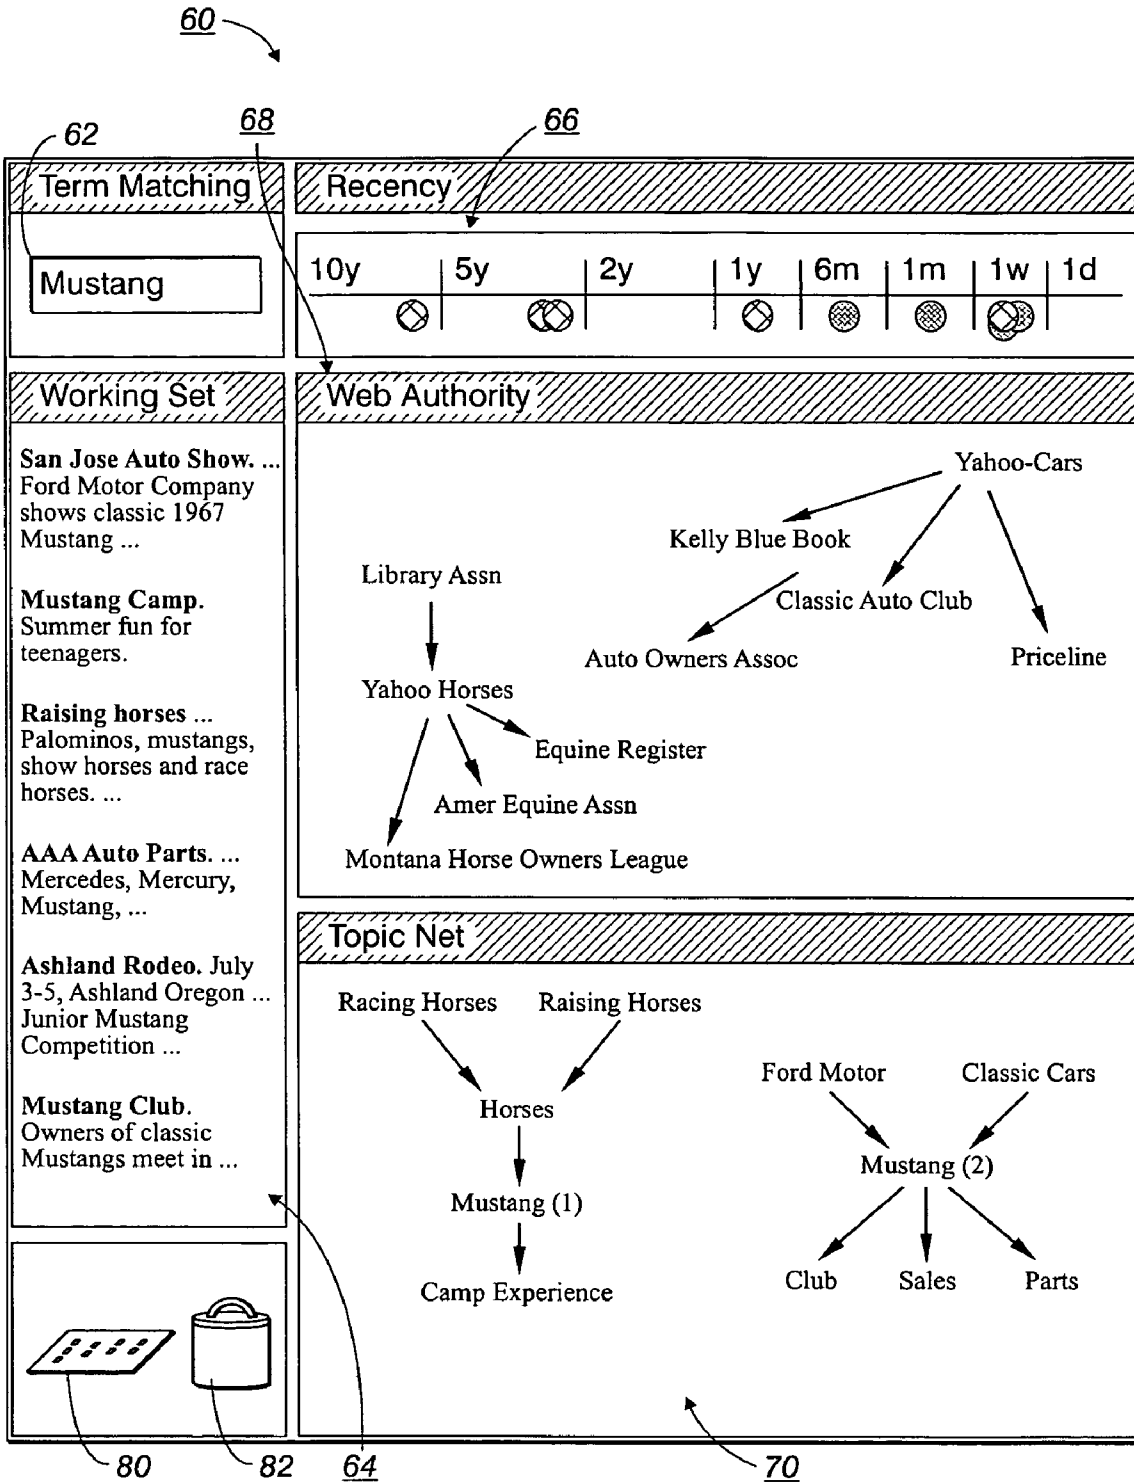 60
62
68
66
Term Matching
Recency
Mustang
10y 5y 2y 1y 6m 1m 1w 1d
Working Set
San Jose Auto Show. ...
Ford Motor Company
shows classic 1967
Mustang ...
Mustang Camp.
Summer fun for
teenagers.
Raising horses ...
Palominos, mustangs,
show horses and race
horses. ...
AAA Auto Parts. ...
Mercedes, Mercury,
Mustang, ...
Ashland Rodeo. July
3-5, Ashland Oregon ...
Junior Mustang
Competition ...
Mustang Club.
Owners of classic
Mustangs meet in ...
Web Authority
Yahoo-Cars
Kelly Blue Book
Library Assn
Classic Auto Club
Auto Owners Assoc
Priceline
Yahoo Horses
Equine Register
Amer Equine Assn
Montana Horse Owners League
Topic Net
Racing Horses Raising Horses
Ford Motor Classic Cars
Horses
Mustang (2)
Mustang (1)
Club Sales Parts
Camp Experience
80
82
64
70